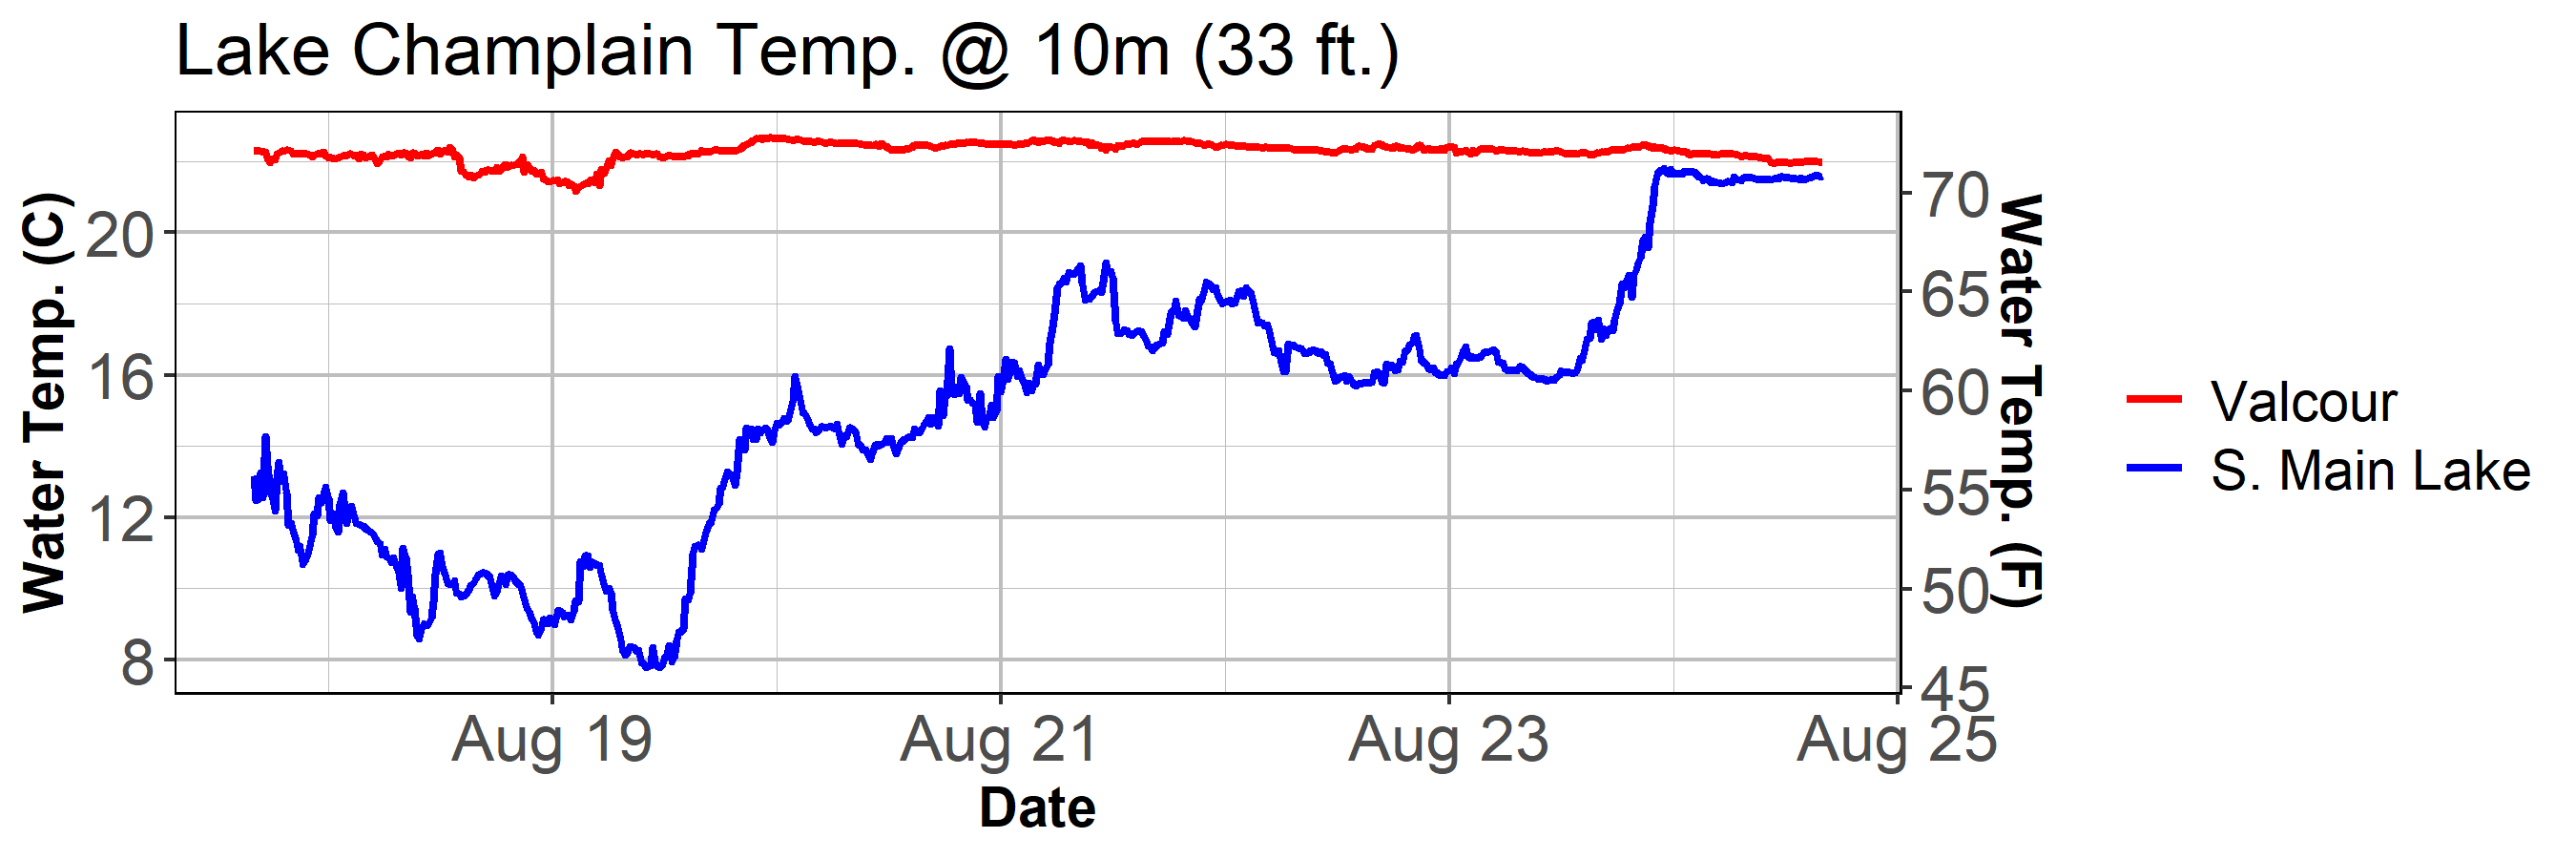 Lake Champlain Temp. @ 10m (33 ft.)
Water Temp. (C)
20
16
12
8
70
65
60
55
50
45
Water Temp. (F)
Aug 19
Aug 21
Aug 23
Aug 25
Date
Valcour
S. Main Lake